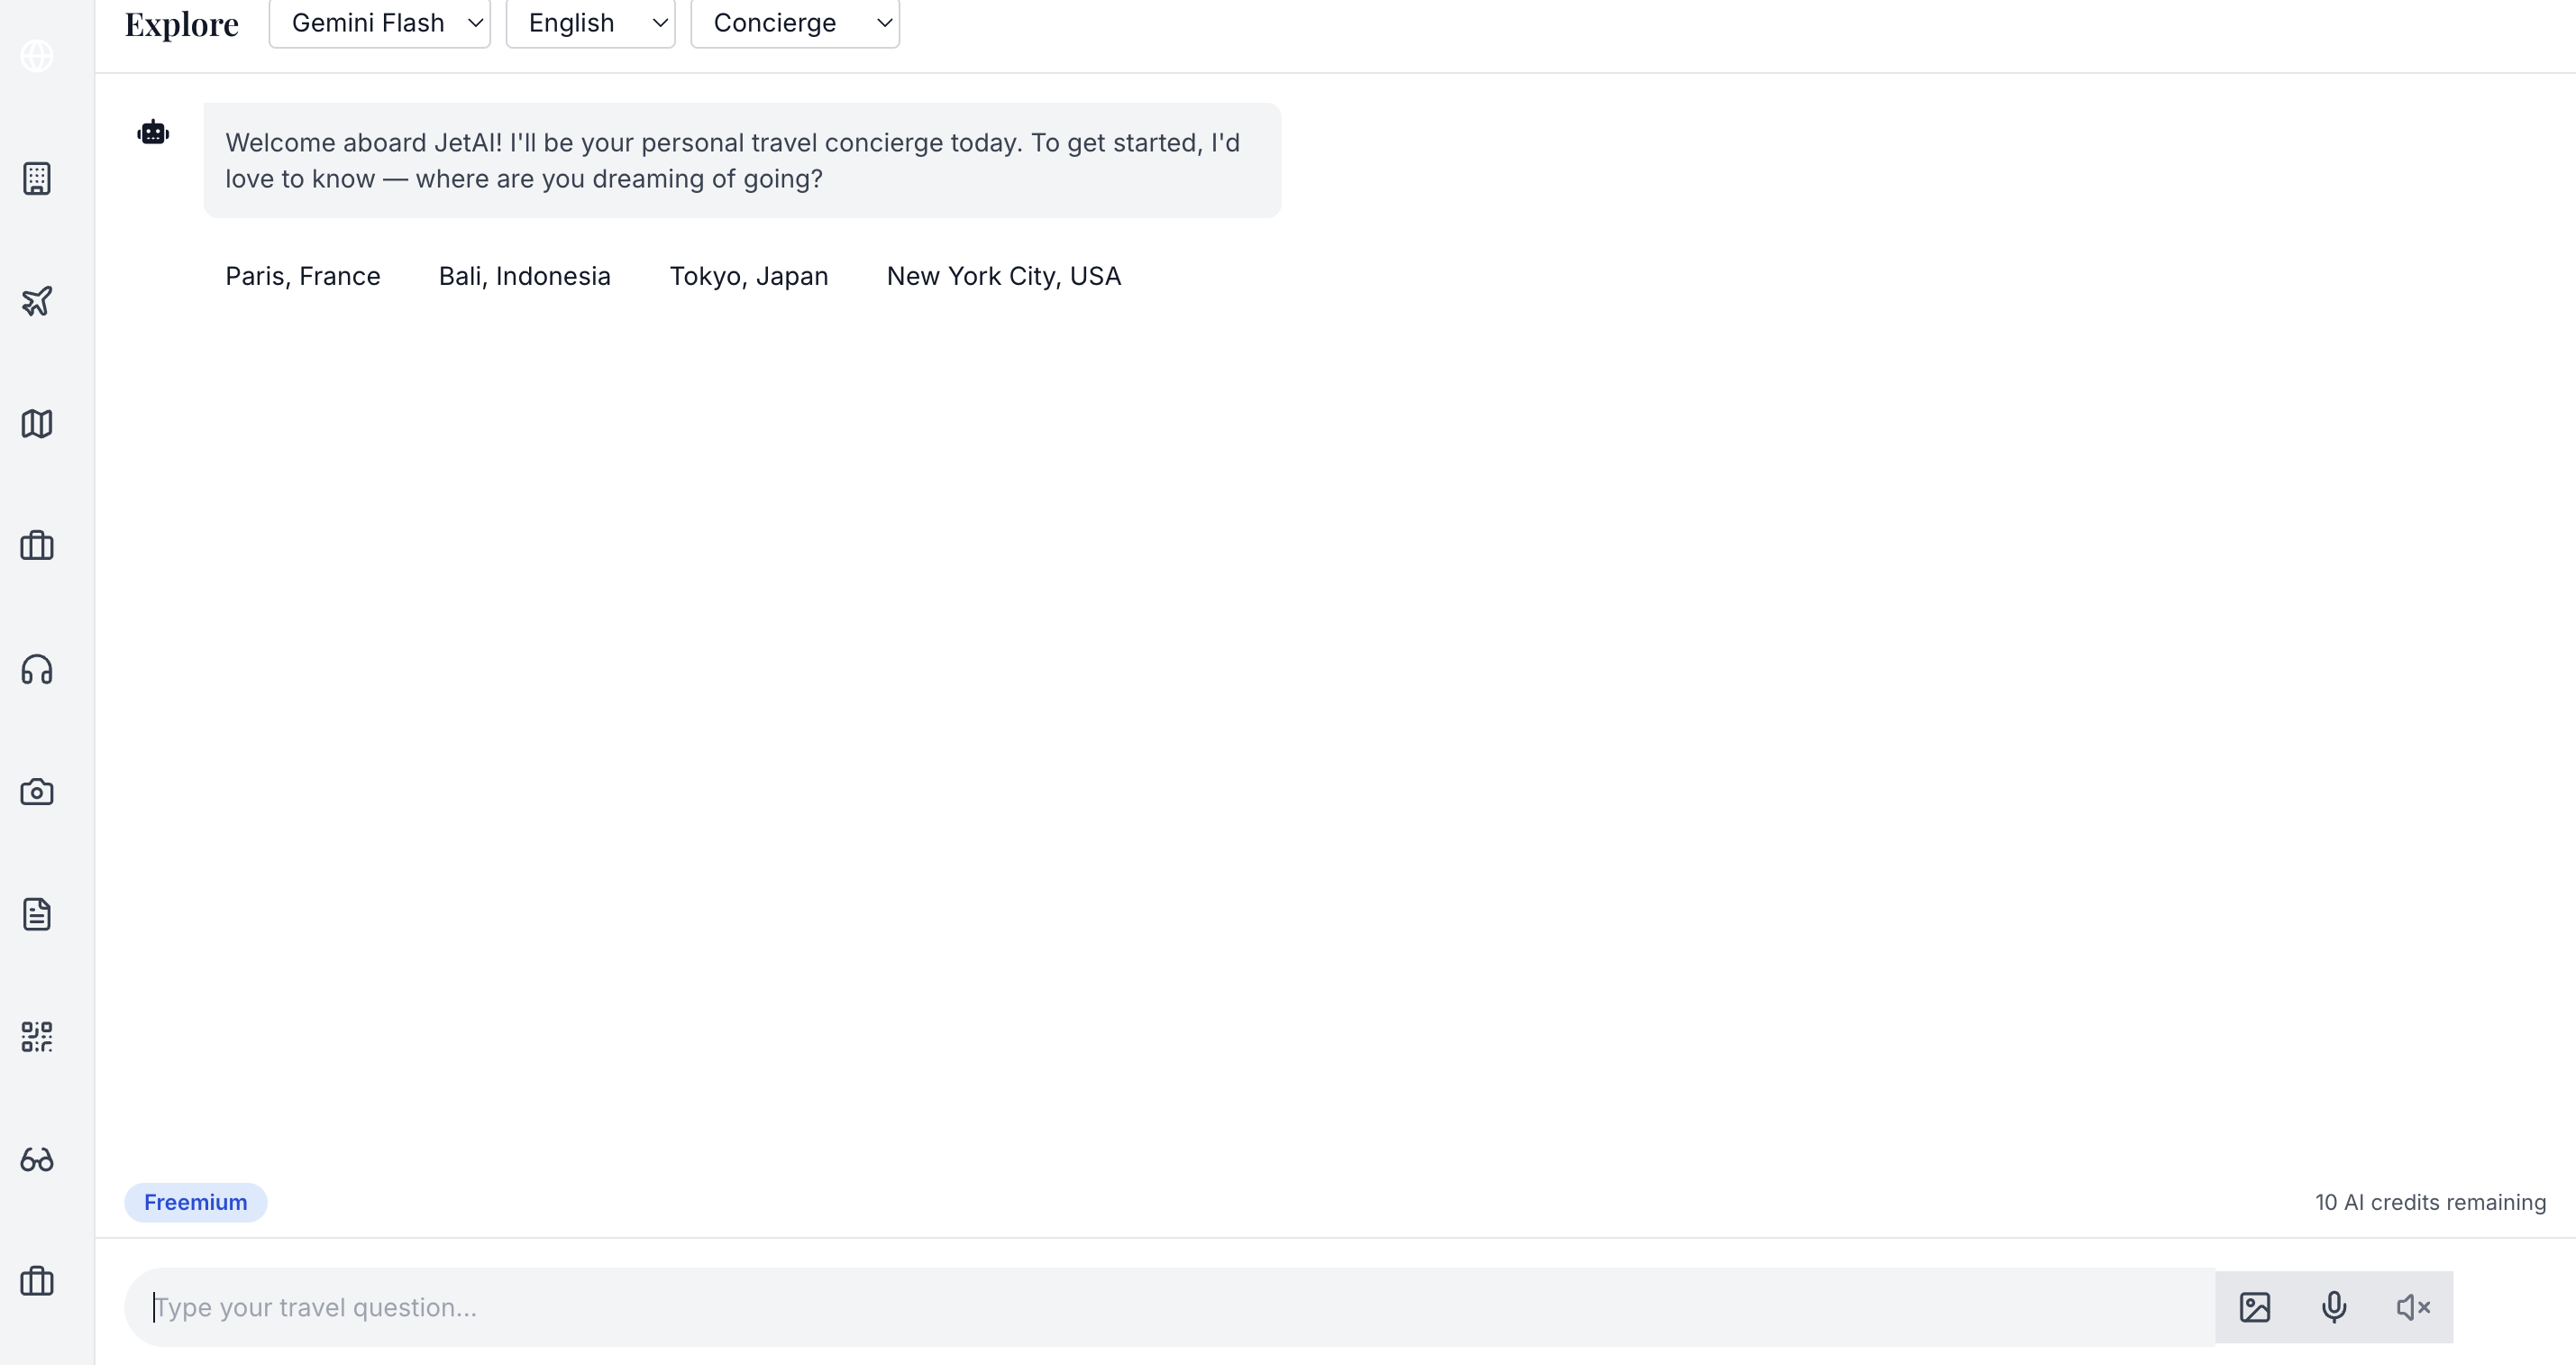 Explore Gemini Flash English Concierge
Welcome aboard JetAI! I'll be your personal travel concierge today. To get started, I'd
love to know — where are you dreaming of going?
Paris, France Bali, Indonesia Tokyo, Japan New York City, USA
Freemium 10 AI credits remaining
Type your travel question...